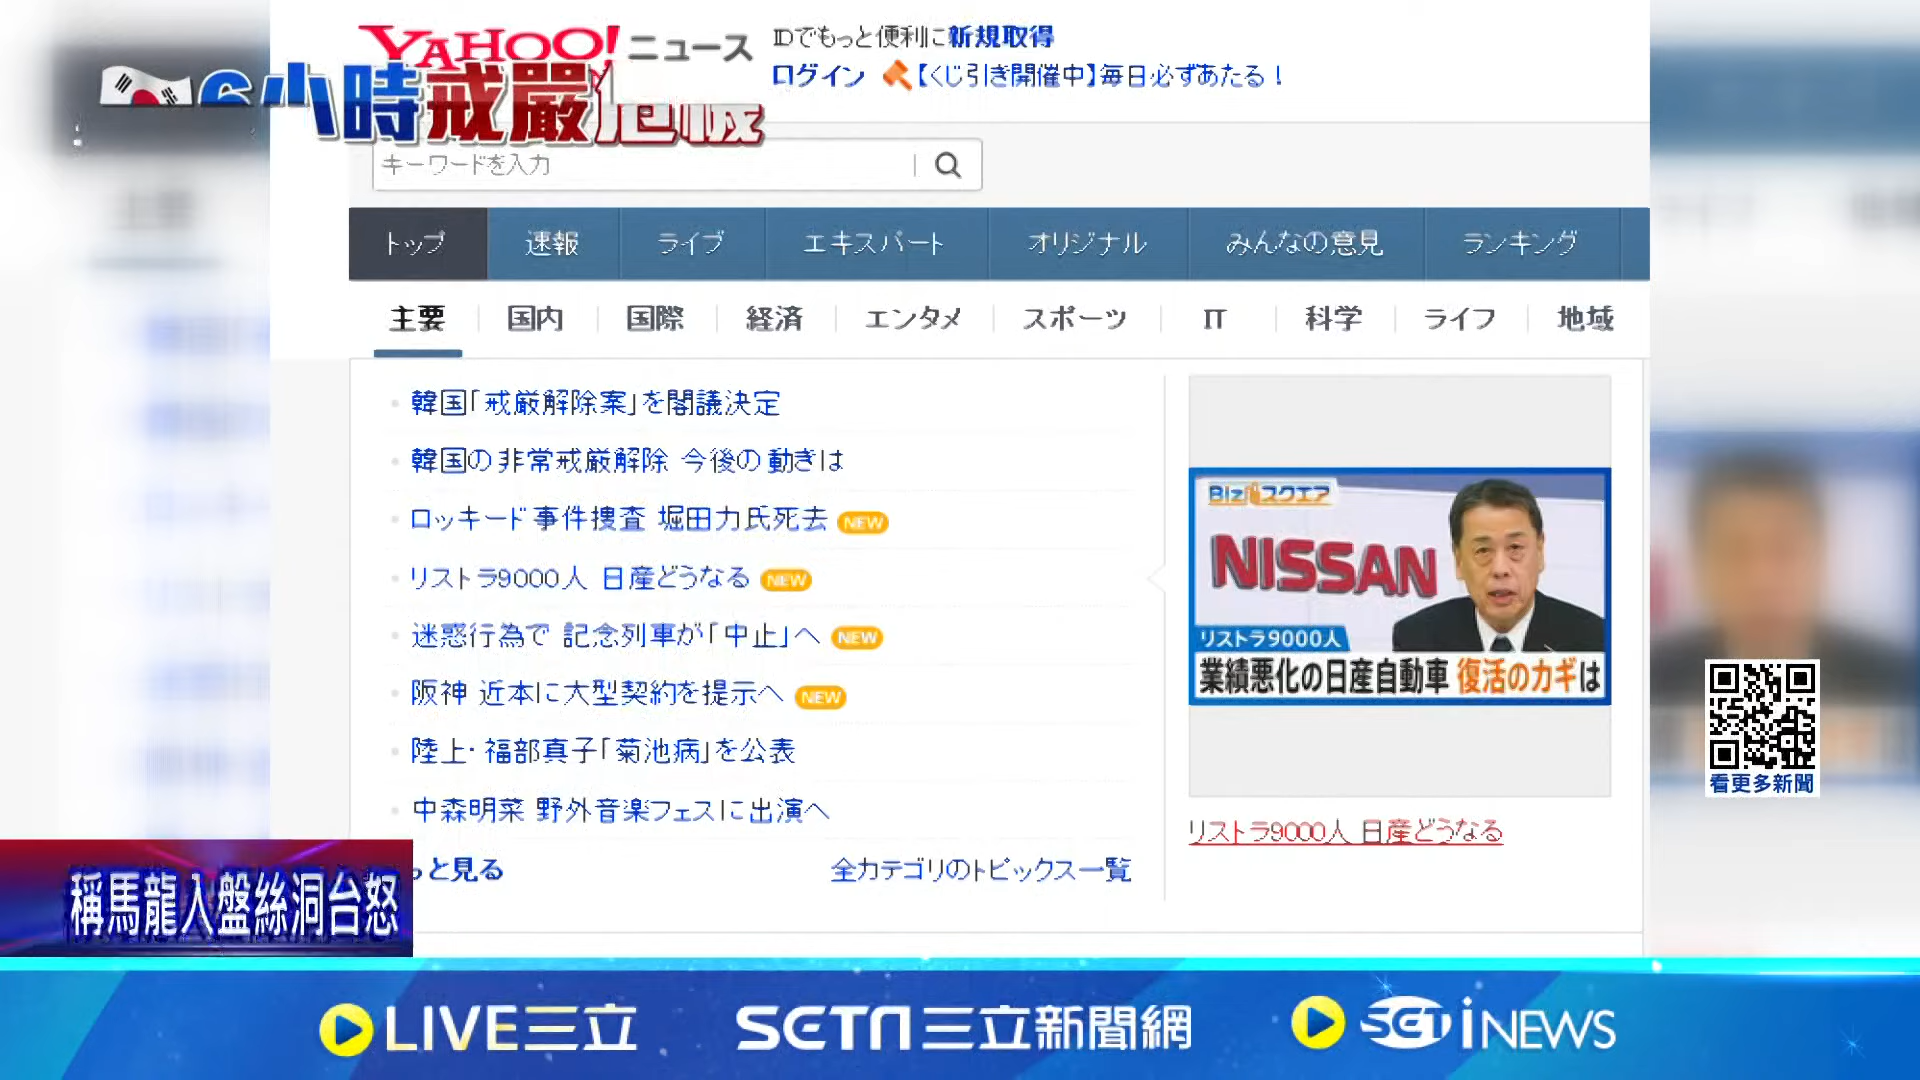 YAHOO! ニュース
IDでもっと便利に新規取得
ログイン 【くじ引き開催中】毎日必ずあたる！
6小時戒嚴危機
キーワードを入力
トップ 速報 ライブ エキスパート オリジナル みんなの意見 ランキング
主要 国内 国際 経済 エンタメ スポーツ IT 科学 ライフ 地域
韓国「戒厳解除案」を閣議決定
韓国の非常戒厳解除 今後の動きは
ロッキード事件捜査 堀田力氏死去 NEW
リストラ9000人 日産どうなる NEW
迷惑行為で 記念列車が「中止」へ NEW
阪神 近本に大型契約を提示へ NEW
陸上・福部真子「菊池病」を公表
中森明菜 野外音楽フェスに出演へ
っと見る 全カテゴリのトピックス一覧
Bizスクエア
NISSAN
リストラ9000人
業績悪化の日産自動車 復活のカギは
リストラ9000人 日産どうなる
看更多新聞
稱馬龍入盤絲洞台怒
LIVE三立 SETN三立新聞網 SETiNEWS